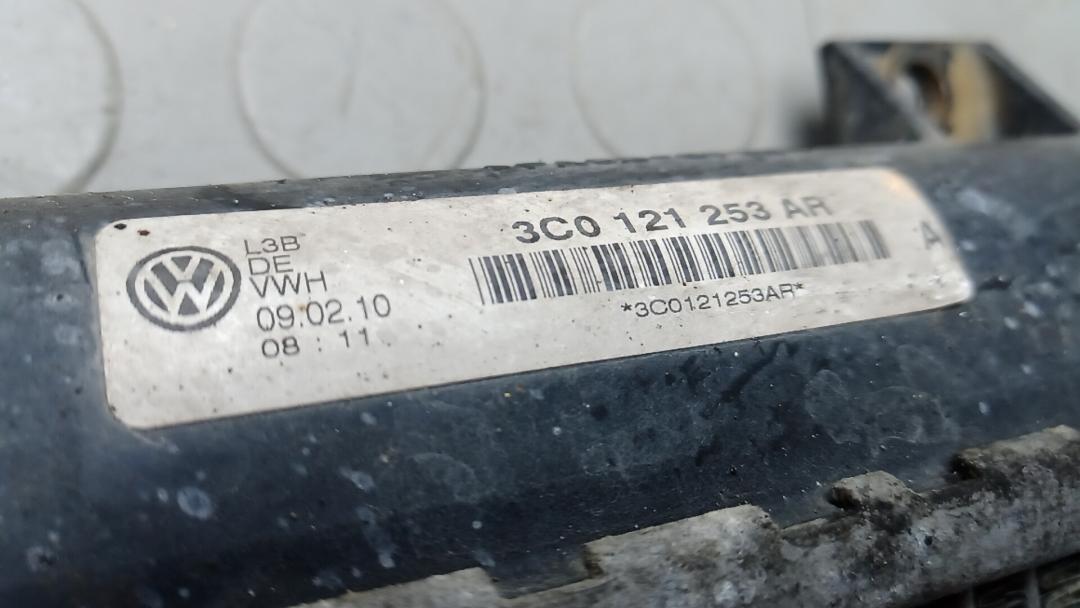 L3B
DE
VWH
09.02.10
08 : 11
3C0 121 253 AR
A
*3C0121253AR*